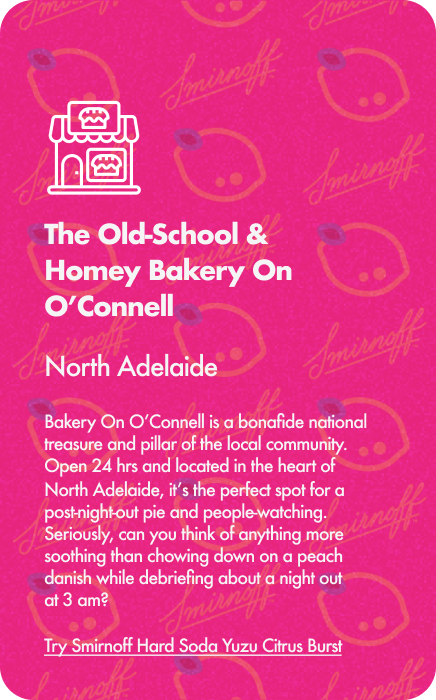 The Old-School &
Homey Bakery On
O’Connell
North Adelaide
Bakery On O’Connell is a bonafide national
treasure and pillar of the local community.
Open 24 hrs and located in the heart of
North Adelaide, it’s the perfect spot for a
post-night-out pie and people-watching.
Seriously, can you think of anything more
soothing than chowing down on a peach
danish while debriefing about a night out
at 3 am?
Try Smirnoff Hard Soda Yuzu Citrus Burst